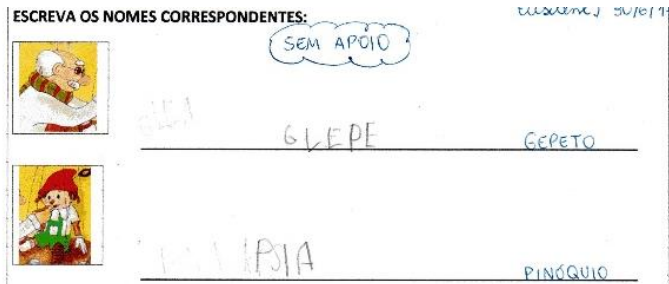 ESCREVA OS NOMES CORRESPONDENTES:
SEM APOIO
GLEPE GEPETO
PSIA PINÓQUIO